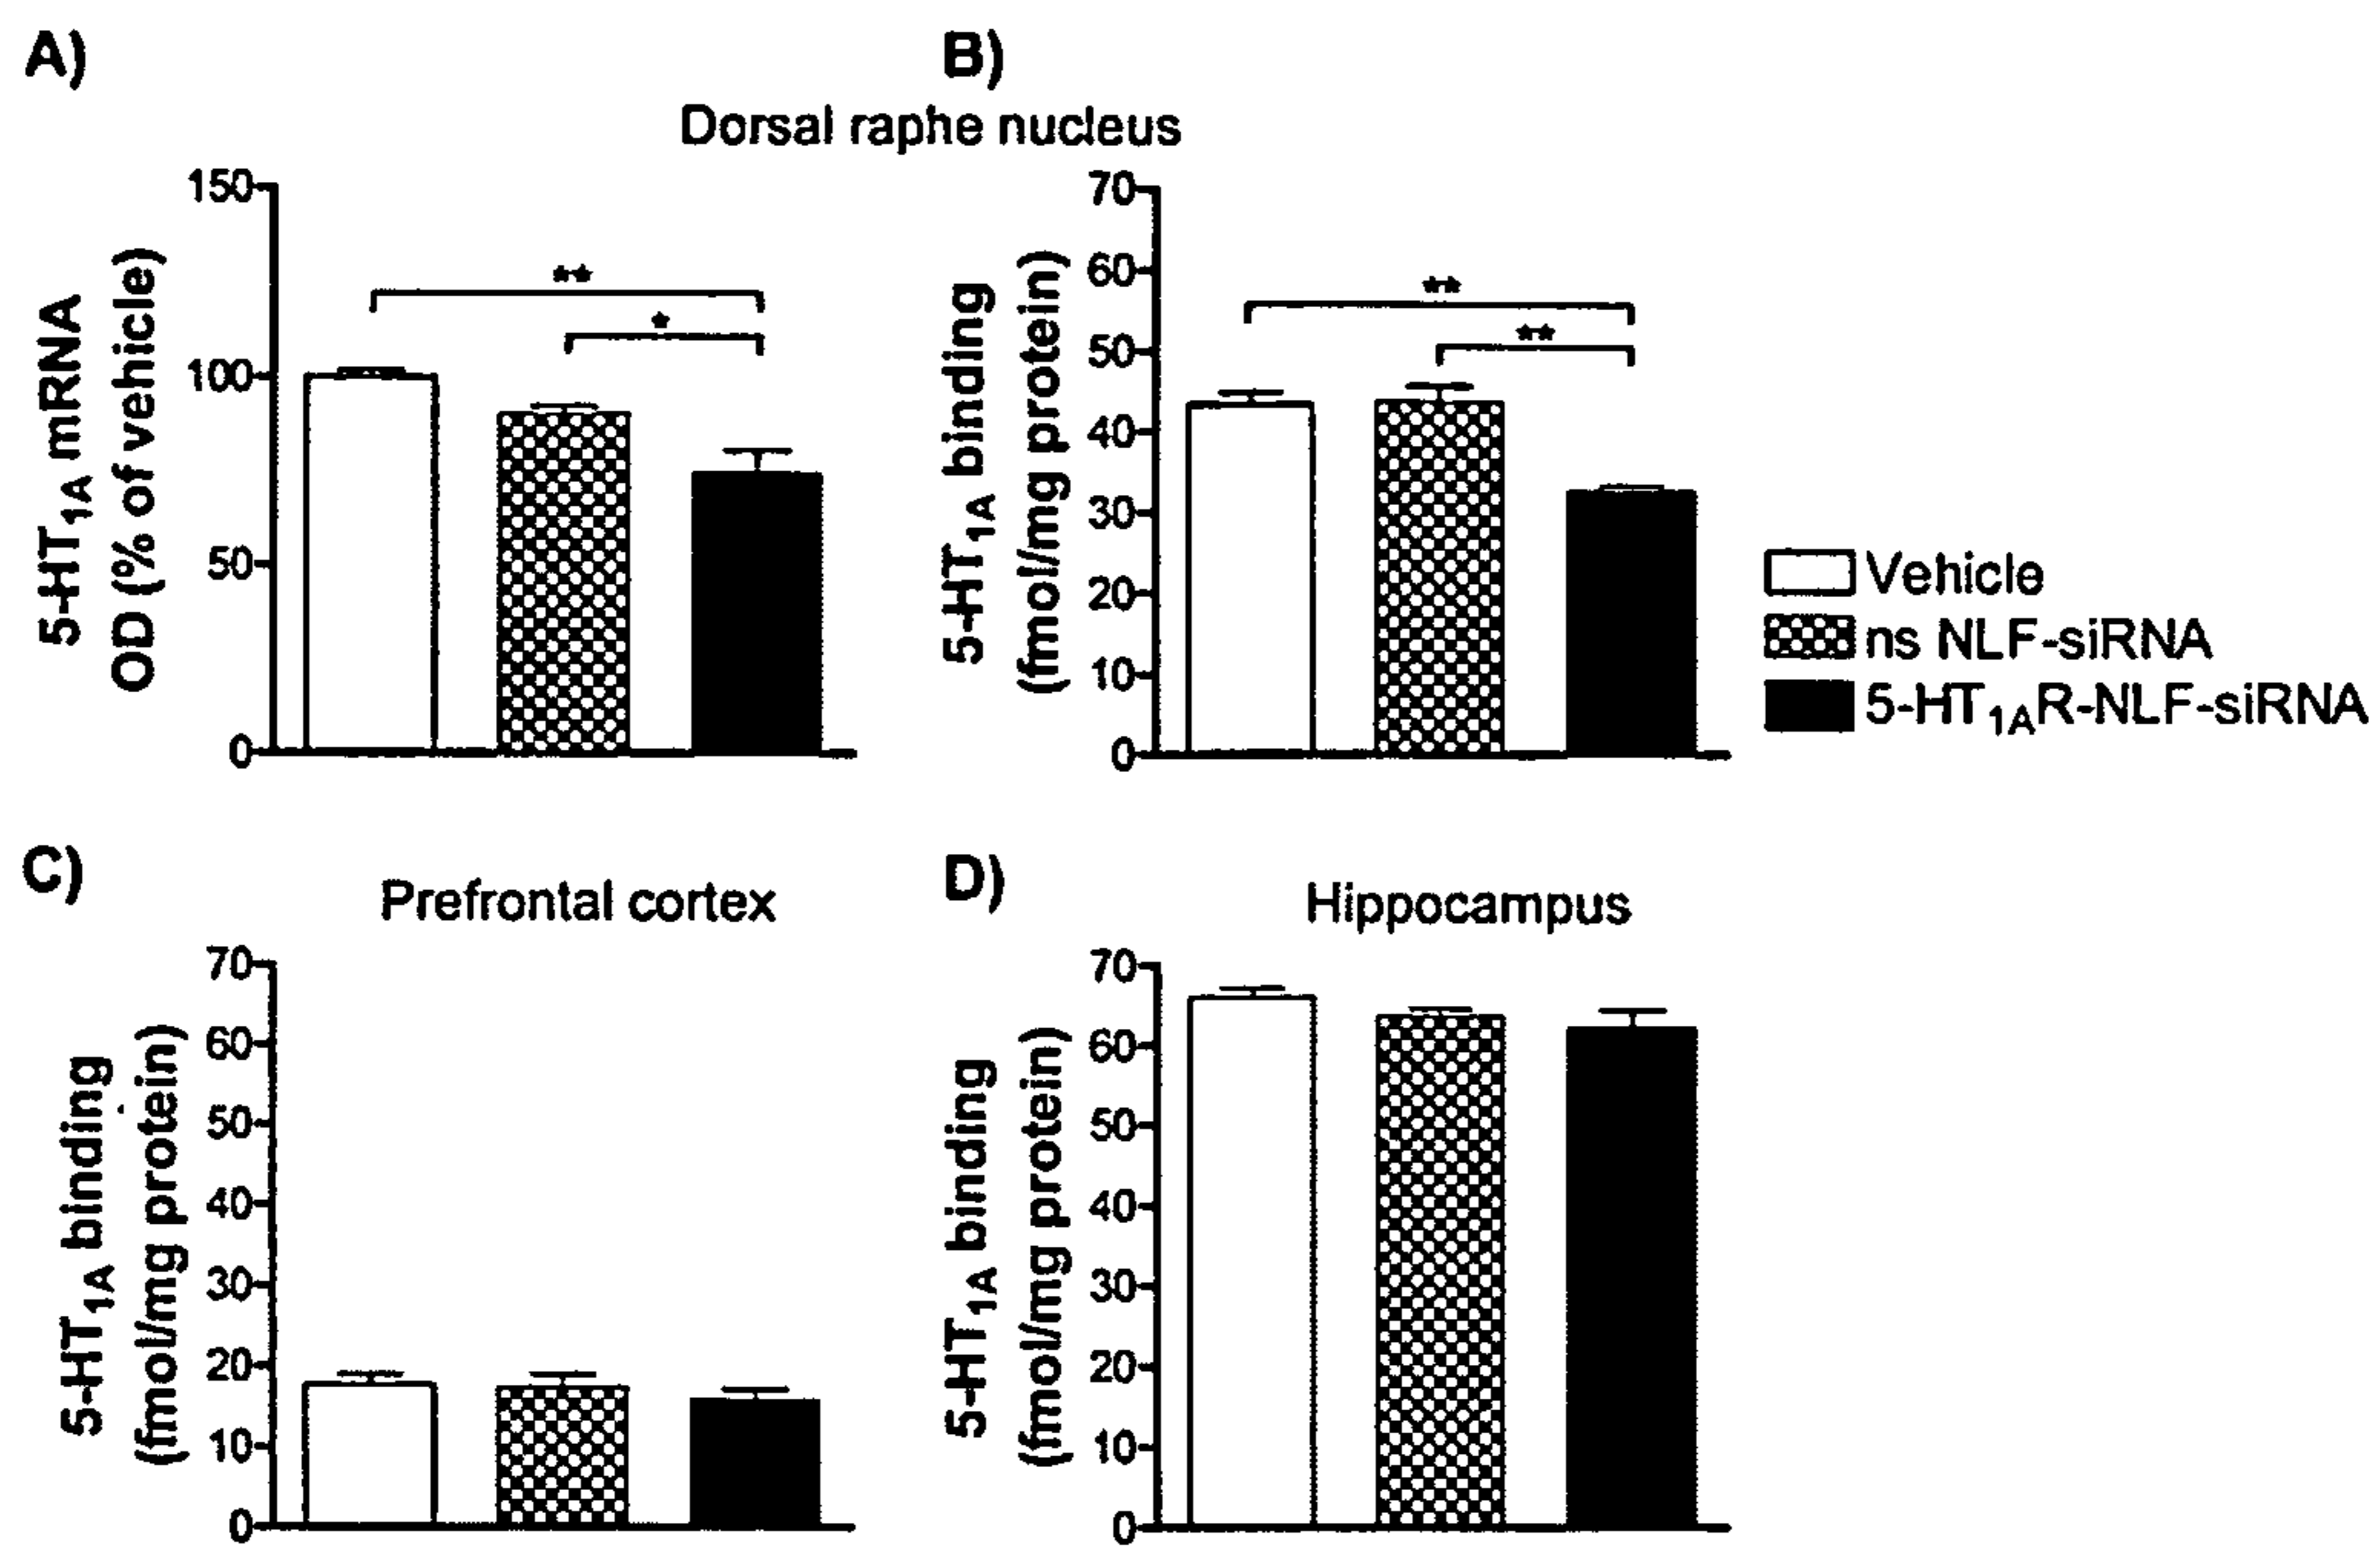 A)
B)
Dorsal raphe nucleus
5-HT1A mRNA
OD (% of vehicle)
150
100
50
0
**
*
5-HT1A binding
(fmol/mg protein)
70
60
50
40
30
20
10
0
**
**
Vehicle
ns NLF-siRNA
5-HT1AR-NLF-siRNA
C)
Prefrontal cortex
5-HT1A binding
(fmol/mg protein)
70
60
50
40
30
20
10
0
D)
Hippocampus
5-HT1A binding
(fmol/mg protein)
70
60
50
40
30
20
10
0